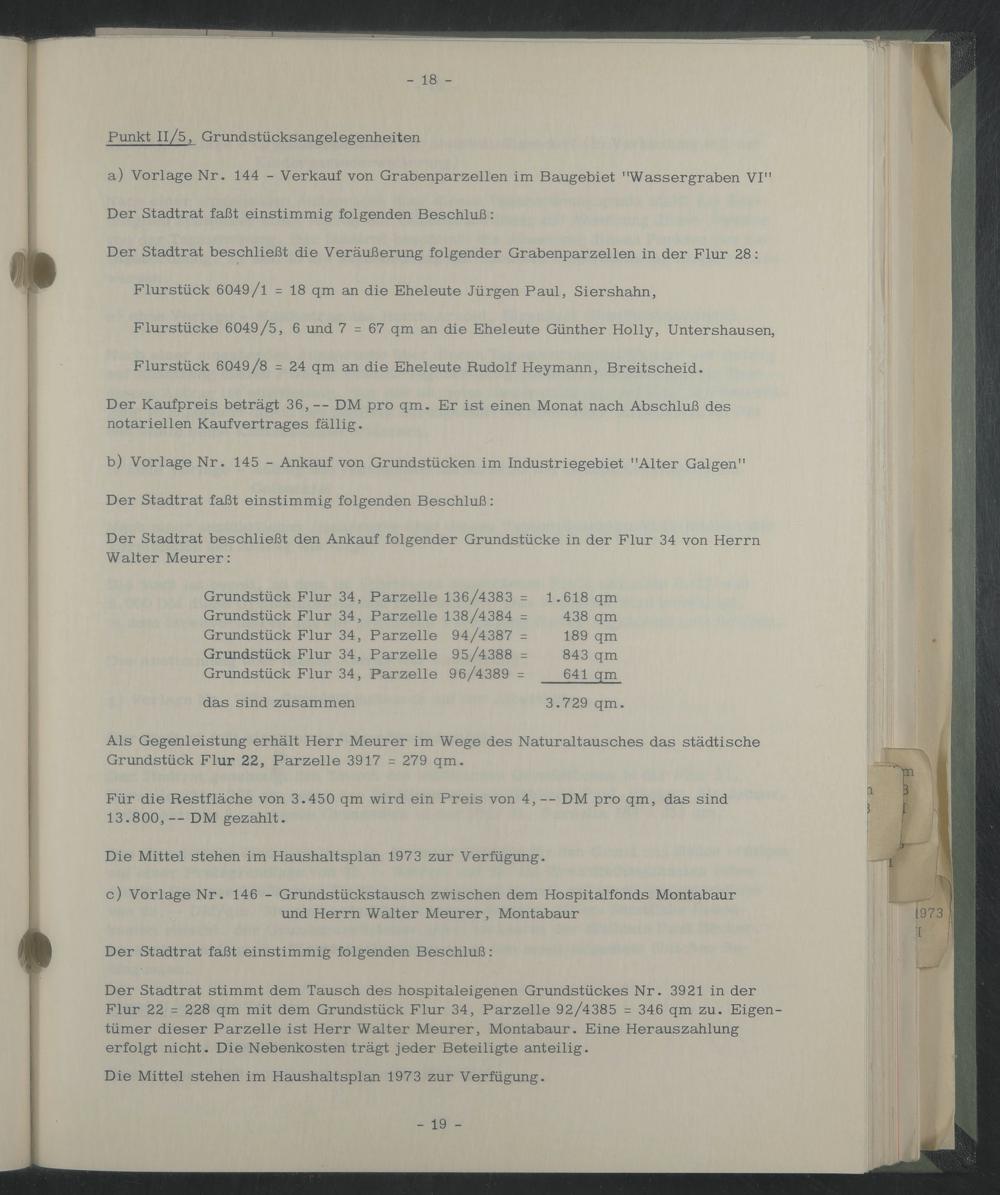 - 18 -
Punkt II/5, Grundstücksangelegenheiten
a) Vorlage Nr. 144 - Verkauf von Grabenparzellen im Baugebiet "Wassergraben VI"
Der Stadtrat faßt einstimmig folgenden Beschluß:
Der Stadtrat beschließt die Veräußerung folgender Grabenparzellen in der Flur 28:
Flurstück 6049/1 = 18 qm an die Eheleute Jürgen Paul, Siershahn,
Flurstücke 6049/5, 6 und 7 = 67 qm an die Eheleute Günther Holly, Untershausen,
Flurstück 6049/8 = 24 qm an die Eheleute Rudolf Heymann, Breitscheid.
Der Kaufpreis beträgt 36,-- DM pro qm. Er ist einen Monat nach Abschluß des
notariellen Kaufvertrages fällig.
b) Vorlage Nr. 145 - Ankauf von Grundstücken im Industriegebiet "Alter Galgen"
Der Stadtrat faßt einstimmig folgenden Beschluß:
Der Stadtrat beschließt den Ankauf folgender Grundstücke in der Flur 34 von Herrn
Walter Meurer:
Grundstück Flur 34, Parzelle 136/4383 = 1.618 qm
Grundstück Flur 34, Parzelle 138/4384 = 438 qm
Grundstück Flur 34, Parzelle 94/4387 = 189 qm
Grundstück Flur 34, Parzelle 95/4388 = 843 qm
Grundstück Flur 34, Parzelle 96/4389 = 641 qm
das sind zusammen 3.729 qm.
Als Gegenleistung erhält Herr Meurer im Wege des Naturaltausches das städtische
Grundstück Flur 22, Parzelle 3917 = 279 qm.
Für die Restfläche von 3.450 qm wird ein Preis von 4,-- DM pro qm, das sind
13.800,-- DM gezahlt.
Die Mittel stehen im Haushaltsplan 1973 zur Verfügung.
c) Vorlage Nr. 146 - Grundstückstausch zwischen dem Hospitalfonds Montabaur
und Herrn Walter Meurer, Montabaur
Der Stadtrat faßt einstimmig folgenden Beschluß:
Der Stadtrat stimmt dem Tausch des hospitaleigenen Grundstückes Nr. 3921 in der
Flur 22 = 228 qm mit dem Grundstück Flur 34, Parzelle 92/4385 = 346 qm zu. Eigen-
tümer dieser Parzelle ist Herr Walter Meurer, Montabaur. Eine Herauszahlung
erfolgt nicht. Die Nebenkosten trägt jeder Beteiligte anteilig.
Die Mittel stehen im Haushaltsplan 1973 zur Verfügung.
- 19 -
1973